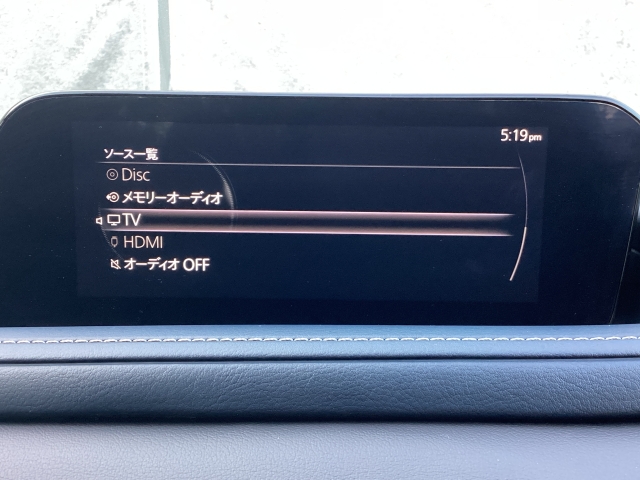 5:19pm
ソース一覧
Disc
メモリーオーディオ
TV
HDMI
オーディオ OFF